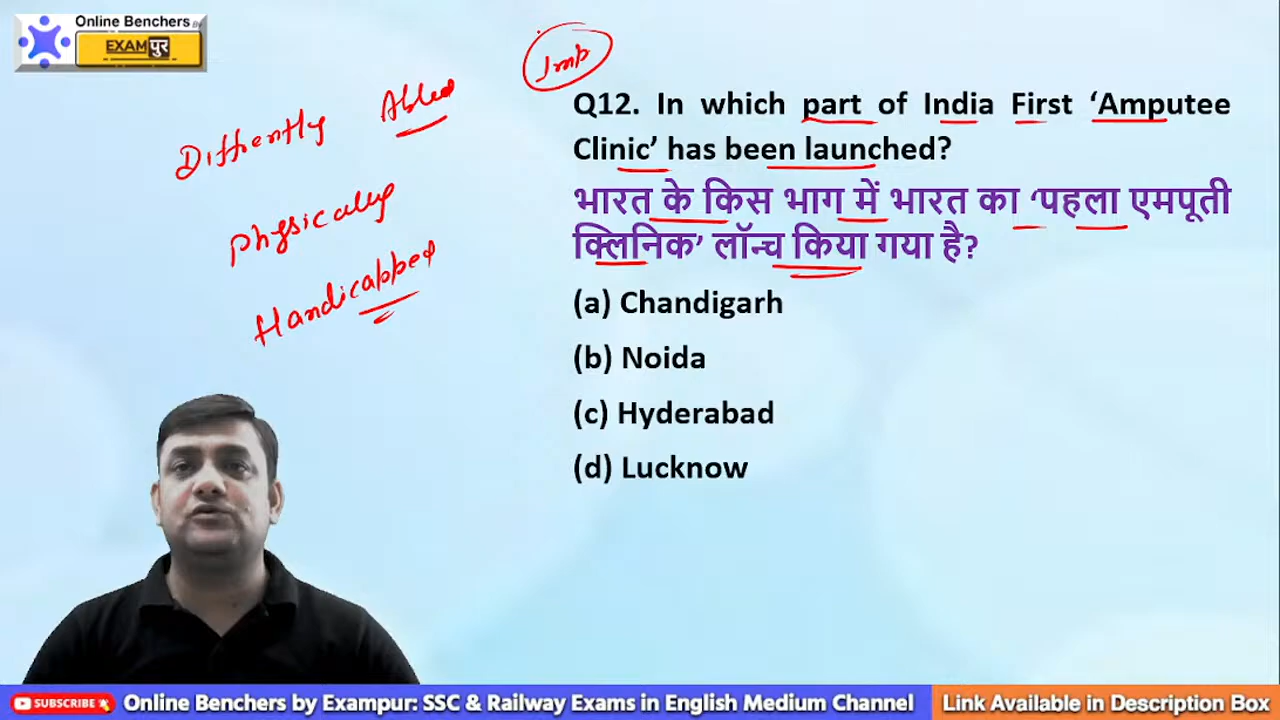 Online Benchers By
EXAMपुर
Imp
Differently Abled
Physically
Handicapped
Q12. In which part of India First ‘Amputee
Clinic’ has been launched?
भारत के किस भाग में भारत का ‘पहला एमपूती
क्लिनिक’ लॉन्च किया गया है?
(a) Chandigarh
(b) Noida
(c) Hyderabad
(d) Lucknow
SUBSCRIBE Online Benchers by Exampur: SSC & Railway Exams in English Medium Channel Link Available in Description Box